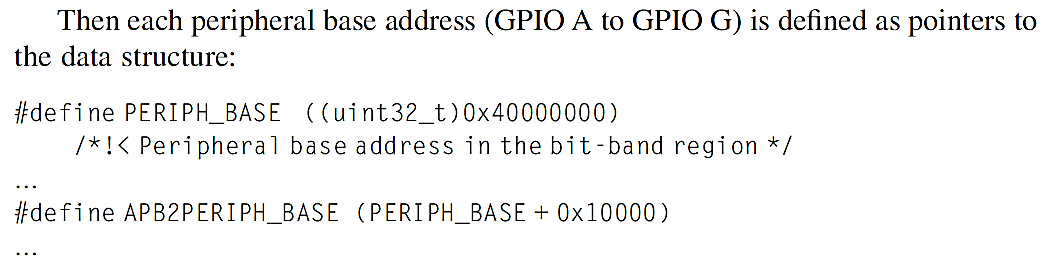 Then each peripheral base address (GPIO A to GPIO G) is defined as pointers to
the data structure:
#define PERIPH_BASE ((uint32_t)0x40000000)
/*!< Peripheral base address in the bit-band region */
...
#define APB2PERIPH_BASE (PERIPH_BASE + 0x10000)
...